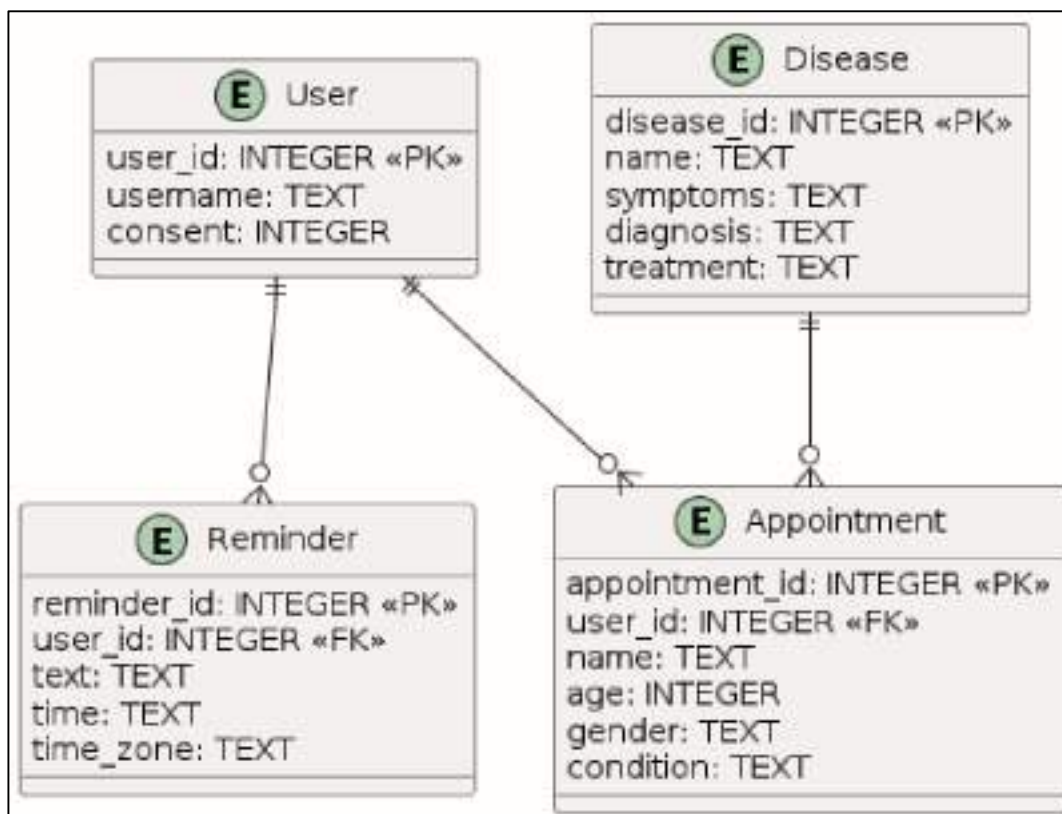 E User
user_id: INTEGER «PK»
username: TEXT
consent: INTEGER
E Disease
disease_id: INTEGER «PK»
name: TEXT
symptoms: TEXT
diagnosis: TEXT
treatment: TEXT
E Reminder
reminder_id: INTEGER «PK»
user_id: INTEGER «FK»
text: TEXT
time: TEXT
time_zone: TEXT
E Appointment
appointment_id: INTEGER «PK»
user_id: INTEGER «FK»
name: TEXT
age: INTEGER
gender: TEXT
condition: TEXT